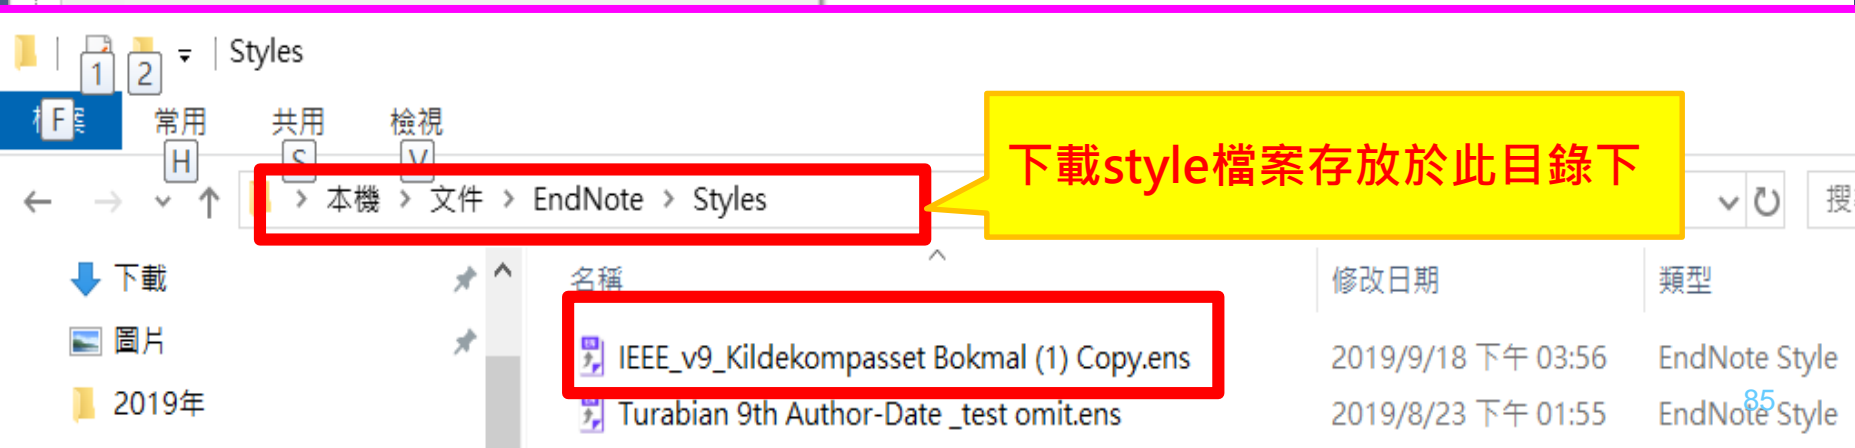 Styles
1 2
F 常用 共用 檢視
H S V
下載style檔案存放於此目錄下
本機 > 文件 > EndNote > Styles
下載 名稱 修改日期 類型
圖片 IEEE_v9_Kildekompasset Bokmal (1) Copy.ens 2019/9/18 下午 03:56 EndNote Style
2019年 Turabian 9th Author-Date _test omit.ens 2019/8/23 下午 01:55 EndNote Style
85